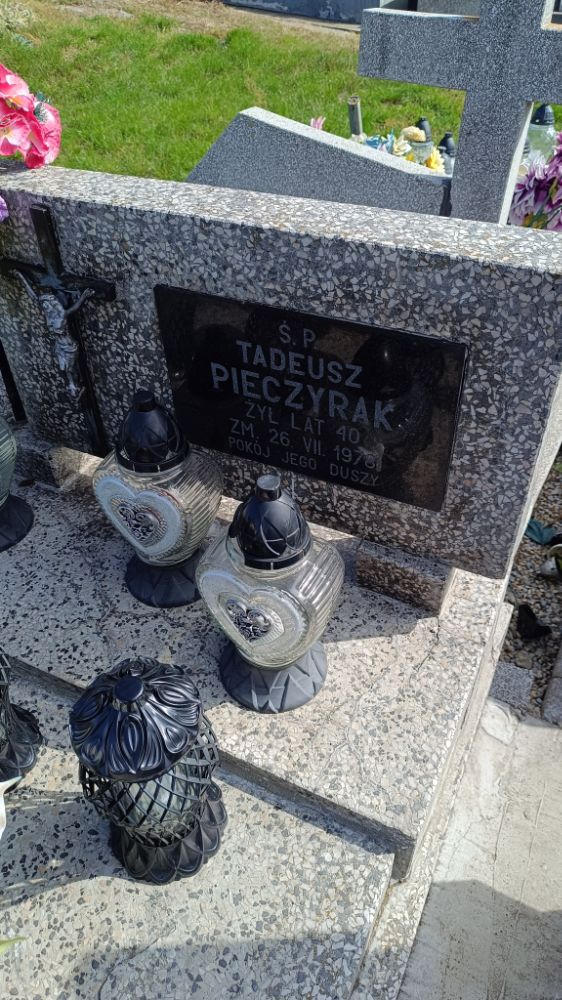 Ś.P.
TADEUSZ
PIECZYRAK
ŻYŁ LAT 40
ZM. 26. VII. 1978
POKÓJ JEGO DUSZY